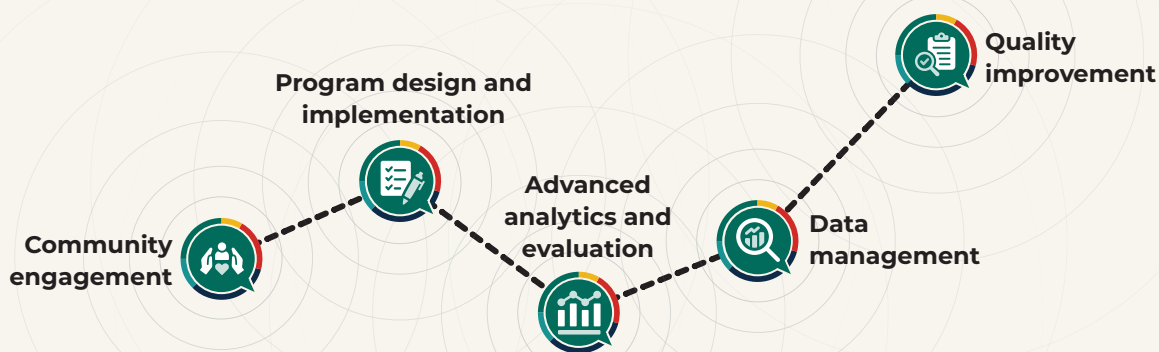 Community
engagement
Program design and
implementation
Advanced
analytics and
evaluation
Data
management
Quality
improvement